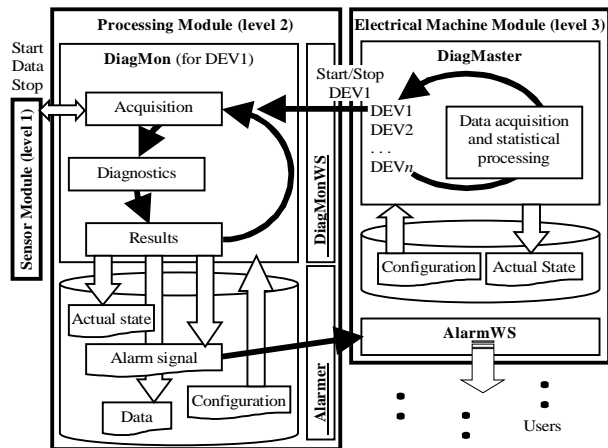 Processing Module (level 2)
Electrical Machine Module (level 3)
Start
Data
Stop
Sensor Module (level 1)
DiagMon (for DEV1)
Acquisition
Diagnostics
Results
DiagMonWS
Start/Stop
DEV1
DiagMaster
DEV1
DEV2
. . .
DEVn
Data acquisition
and statistical
processing
Actual state
Alarm signal
Data
Configuration
Alarmer
Configuration
Actual State
AlarmWS
Users